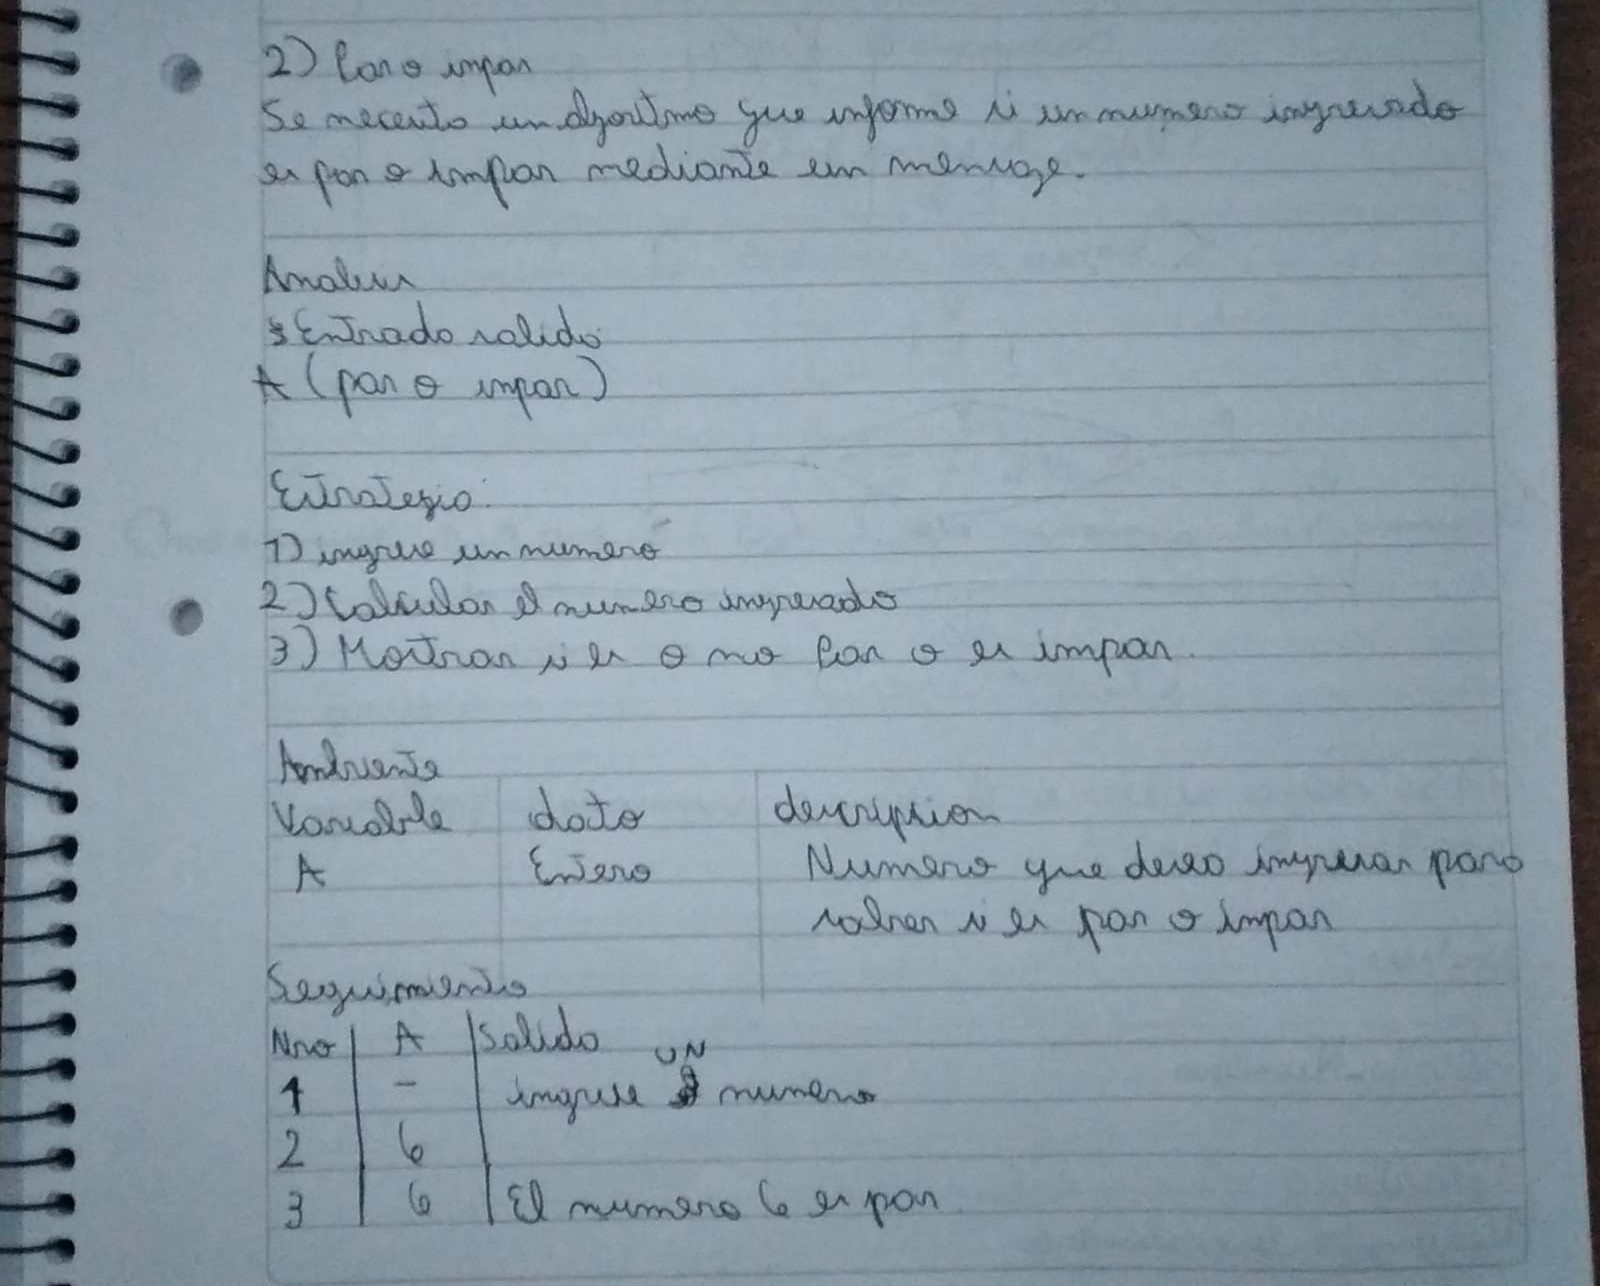 2) Par o impar
Se necesita un algoritmo que informe si un numero ingresado
es par o impar mediante un mensaje.
Analisis
Entrada salida
A (par o impar)
Estrategia:
1) ingrese un numero
2) Calcular el numero ingresado
3) Mostrar si es o no Par o es impar.
Ambiente
Variable dato descripcion
A Entero Numero que deseo ingresar para
saber si es par o impar
Seguimiento
Nro A Salida
1 - ingrese UN numero
2 6
3 6 El numero 6 es par